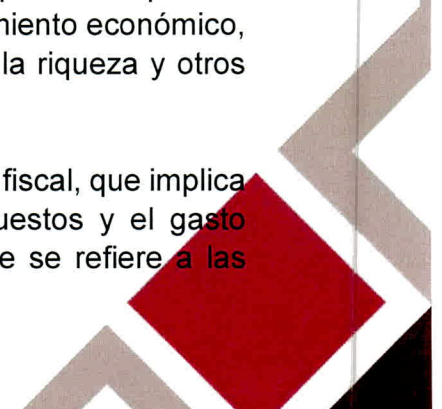 miento económico,
la riqueza y otros
fiscal, que implica
uestos y el gasto
e se refiere a las